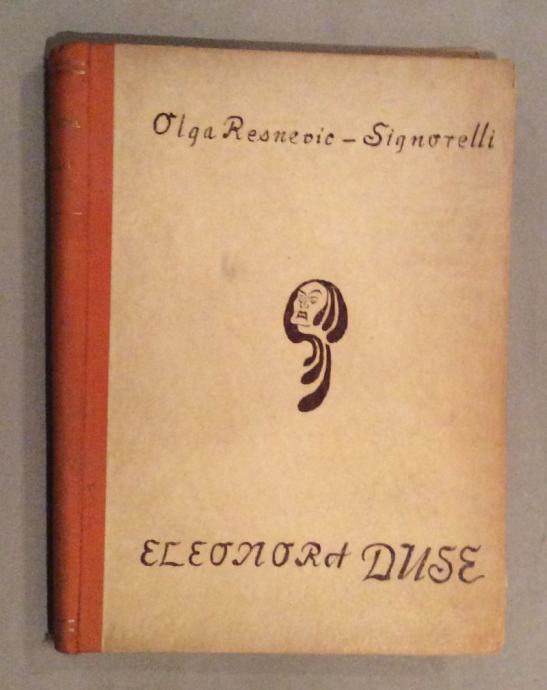 Olga Resnevic - Signorelli
ELEONORA DUSE